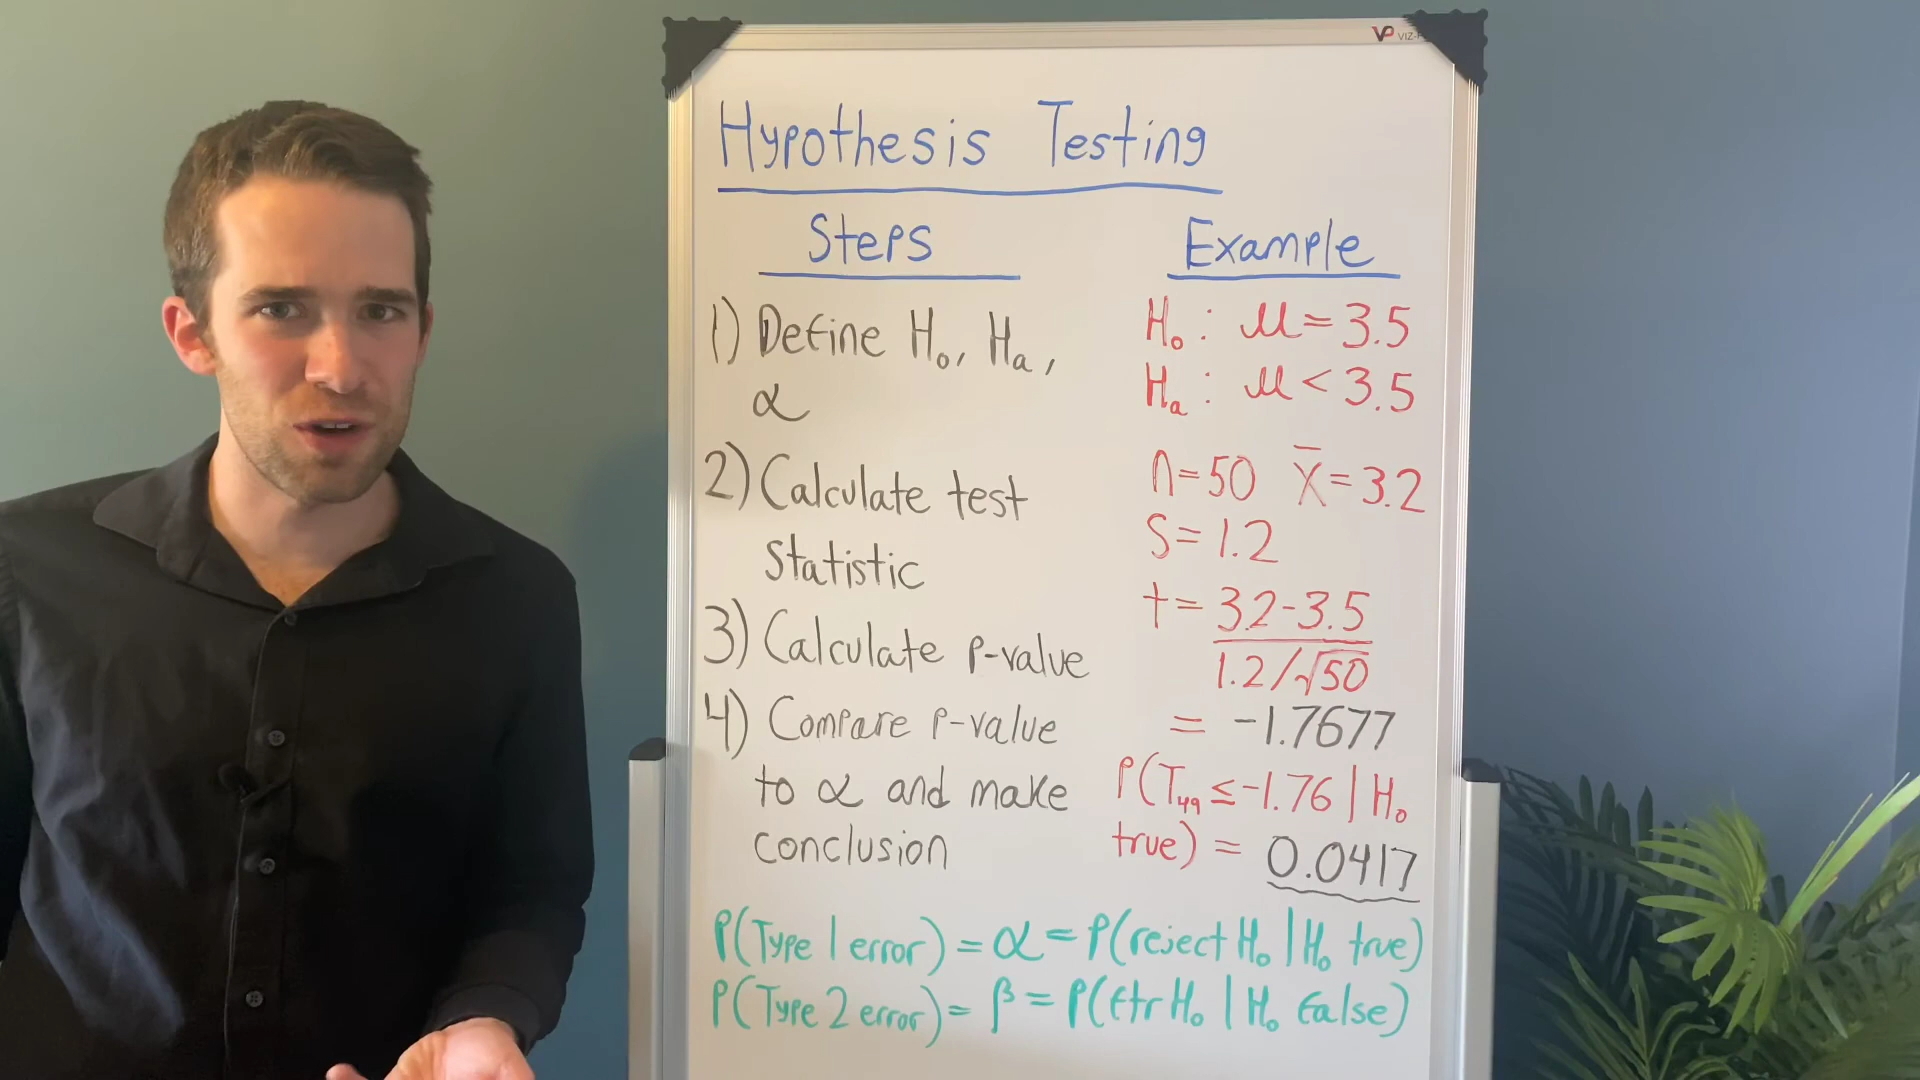 VP VIZ-P
Hypothesis Testing
Steps
1) Define H₀, Hₐ,
α
2) Calculate test
Statistic
3) Calculate p-value
4) Compare p-value
to α and make
conclusion
Example
H₀: μ = 3.5
Hₐ: μ < 3.5
n=50 x̄=3.2
S=1.2
t= 3.2-3.5
1.2/√50
= -1.7677
P(T₄₉ ≤ -1.76 | H₀
true) = 0.0417
P(Type 1 error) = α = P(reject H₀ | H₀ true)
P(Type 2 error) = β = P(ftr H₀ | H₀ false)